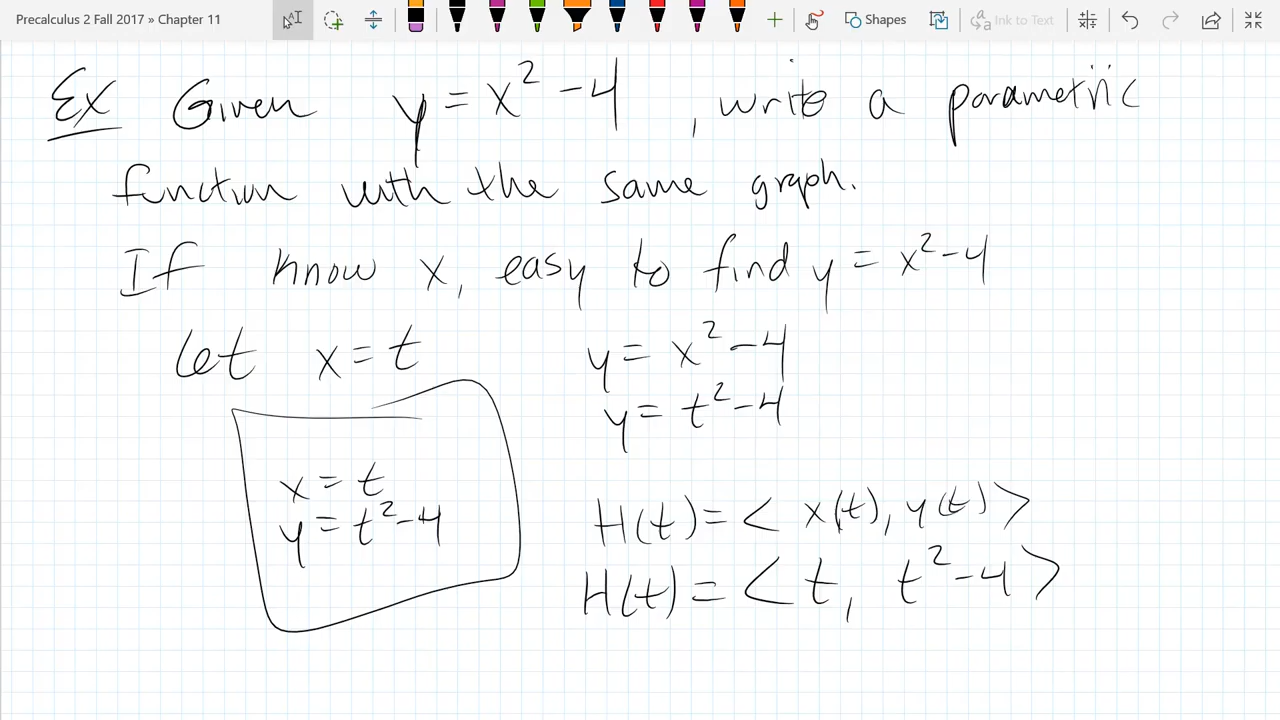 Precalculus 2 Fall 2017 » Chapter 11
Shapes
Ink to Text
Ex Given y = x² - 4 , write a parametric
function with the same graph.
If know x, easy to find y = x² - 4
Let x = t
y = x² - 4
y = t² - 4
x = t
y = t² - 4
H(t) = < x(t), y(t) >
H(t) = < t, t² - 4 >